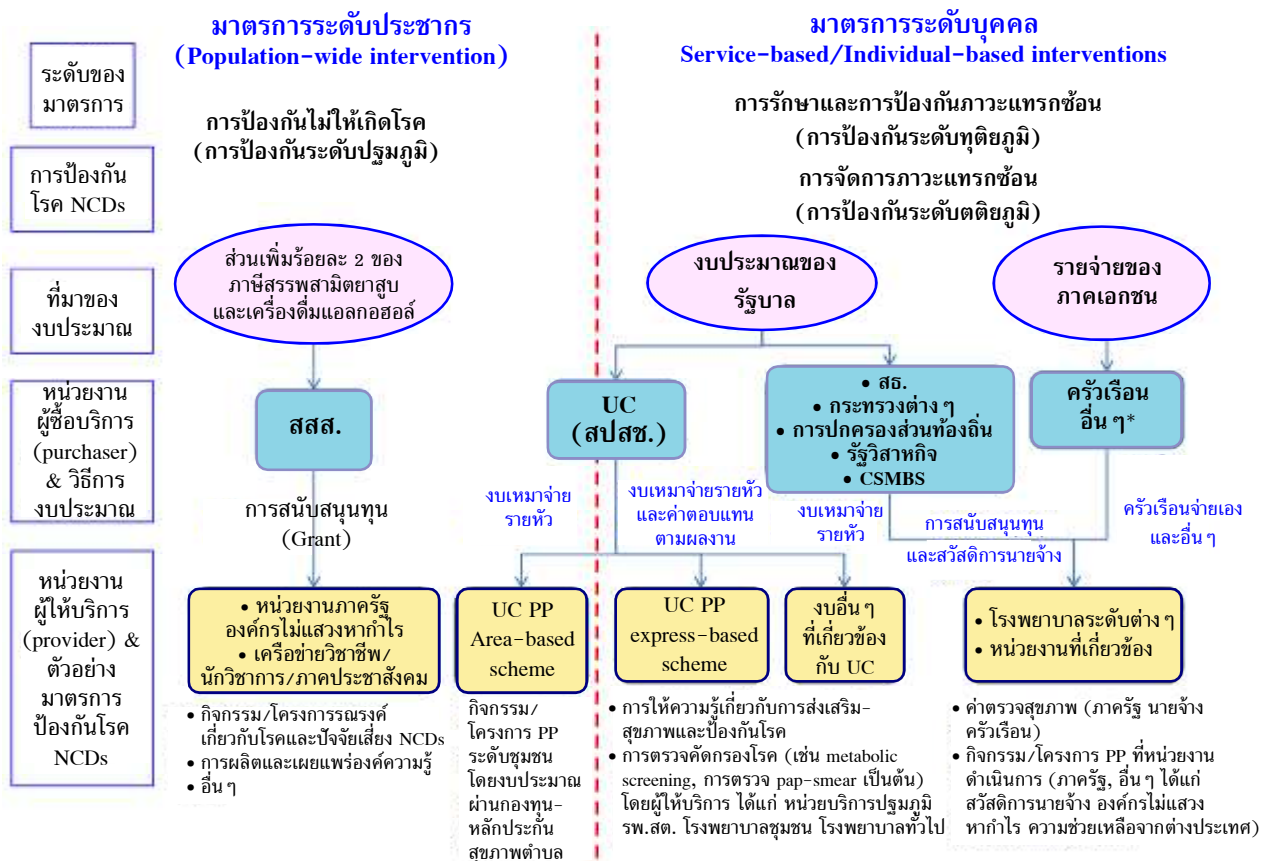 มาตรการระดับประชากร
(Population-wide intervention)
มาตรการระดับบุคคล
Service-based/Individual-based interventions
ระดับของ
มาตรการ
การป้องกันไม่ให้เกิดโรค
(การป้องกันระดับปฐมภูมิ)
การรักษาและการป้องกันภาวะแทรกซ้อน
(การป้องกันระดับทุติยภูมิ)
การจัดการภาวะแทรกซ้อน
(การป้องกันระดับตติยภูมิ)
การป้องกัน
โรค NCDs
ที่มาของ
งบประมาณ
ส่วนเพิ่มร้อยละ 2 ของ
ภาษีสรรพสามิตยาสูบ
และเครื่องดื่มแอลกอฮอล์
งบประมาณของ
รัฐบาล
รายจ่ายของ
ภาคเอกชน
หน่วยงาน
ผู้ซื้อบริการ
(purchaser)
& วิธีการ
งบประมาณ
สสส.
UC
(สปสช.)
• สธ.
• กระทรวงต่าง ๆ
• การปกครองส่วนท้องถิ่น
• รัฐวิสาหกิจ
• CSMBS
ครัวเรือน
อื่น ๆ*
การสนับสนุนทุน
(Grant)
งบเหมาจ่าย
รายหัว
งบเหมาจ่ายรายหัว
และค่าตอบแทน
ตามผลงาน
งบเหมาจ่าย
รายหัว
การสนับสนุนทุน
และสวัสดิการนายจ้าง
ครัวเรือนจ่ายเอง
และอื่น ๆ
หน่วยงาน
ผู้ให้บริการ
(provider) &
ตัวอย่าง
มาตรการ
ป้องกันโรค
NCDs
• หน่วยงานภาครัฐ
องค์กรไม่แสวงหากำไร
• เครือข่ายวิชาชีพ/
นักวิชาการ/ภาคประชาสังคม
UC PP
Area-based
scheme
UC PP
express-based
scheme
งบอื่น ๆ
ที่เกี่ยวข้อง
กับ UC
• โรงพยาบาลระดับต่าง ๆ
• หน่วยงานที่เกี่ยวข้อง
• กิจกรรม/โครงการรณรงค์
เกี่ยวกับโรคและปัจจัยเสี่ยง NCDs
• การผลิตและเผยแพร่องค์ความรู้
• อื่น ๆ
กิจกรรม/
โครงการ PP
ระดับชุมชน
โดยงบประมาณ
ผ่านกองทุน-
หลักประกัน
สุขภาพตำบล
• การให้ความรู้เกี่ยวกับการส่งเสริม-
สุขภาพและป้องกันโรค
• การตรวจคัดกรองโรค (เช่น metabolic
screening, การตรวจ pap-smear เป็นต้น)
โดยผู้ให้บริการ ได้แก่ หน่วยบริการปฐมภูมิ
รพ.สต. โรงพยาบาลชุมชน โรงพยาบาลทั่วไป
• ค่าตรวจสุขภาพ (ภาครัฐ นายจ้าง
ครัวเรือน)
• กิจกรรม/โครงการ PP ที่หน่วยงาน
ดำเนินการ (ภาครัฐ, อื่น ๆ ได้แก่
สวัสดิการนายจ้าง องค์กรไม่แสวง
หากำไร ความช่วยเหลือจากต่างประเทศ)